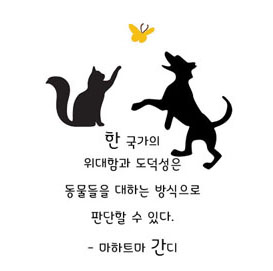 한 국가의
위대함과 도덕성은
동물들을 대하는 방식으로
판단할 수 있다.
- 마하트마 간디